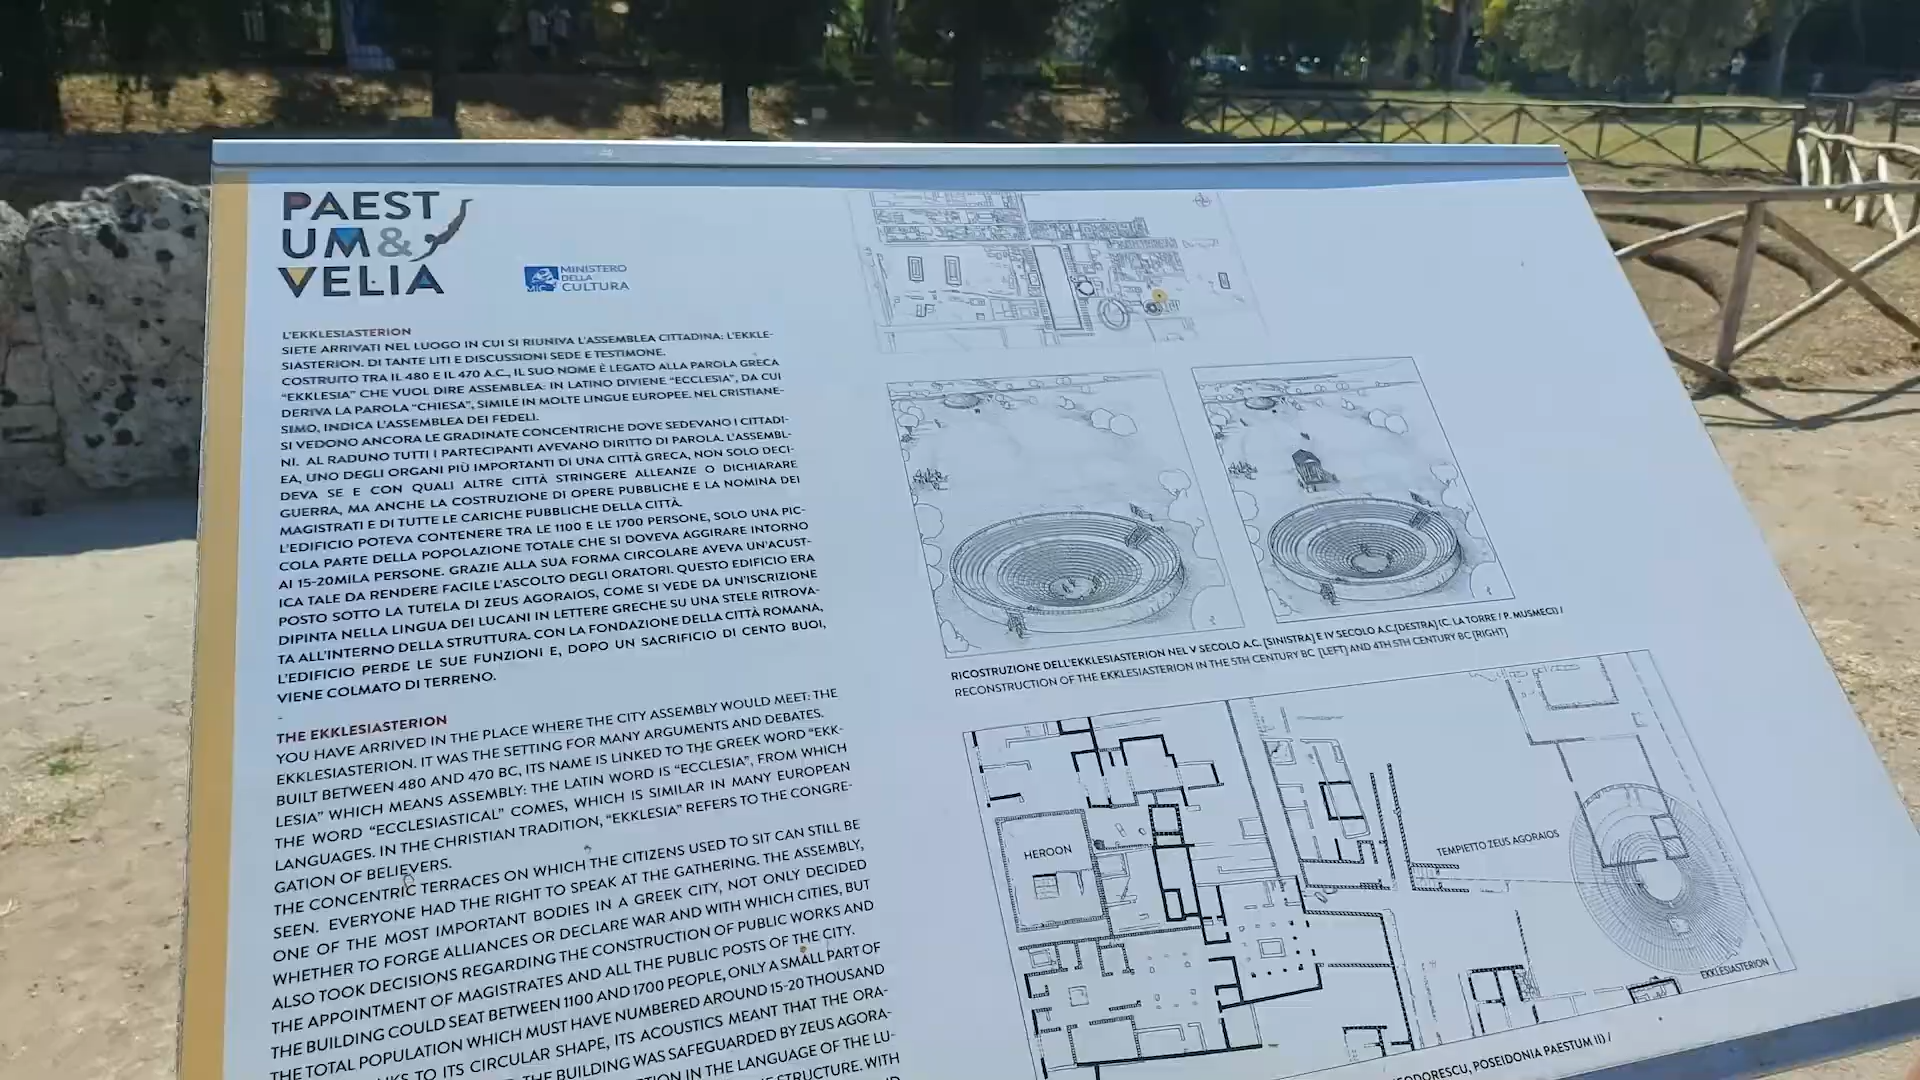 PAEST
UM&
VELIA
MIC
MINISTERO
DELLA
CULTURA
L'EKKLESIASTERION
SIETE ARRIVATI NEL LUOGO IN CUI SI RIUNIVA L'ASSEMBLEA CITTADINA: L'EKKLE-
SIASTERION. DI TANTE LITI E DISCUSSIONI SEDE E TESTIMONE.
COSTRUITO TRA IL 480 E IL 470 A.C., IL SUO NOME È LEGATO ALLA PAROLA GRECA
“EKKLESIA” CHE VUOL DIRE ASSEMBLEA: IN LATINO DIVIENE “ECCLESIA”, DA CUI
DERIVA LA PAROLA “CHIESA”, SIMILE IN MOLTE LINGUE EUROPEE. NEL CRISTIANE-
SIMO, INDICA L'ASSEMBLEA DEI FEDELI.
SI VEDONO ANCORA LE GRADINATE CONCENTRICHE DOVE SEDEVANO I CITTADI-
NI. AL RADUNO TUTTI I PARTECIPANTI AVEVANO DIRITTO DI PAROLA. L'ASSEMBL-
EA, UNO DEGLI ORGANI PIÙ IMPORTANTI DI UNA CITTÀ GRECA, NON SOLO DECI-
DEVA SE E CON QUALI ALTRE CITTÀ STRINGERE ALLEANZE O DICHIARARE
GUERRA, MA ANCHE LA COSTRUZIONE DI OPERE PUBBLICHE E LA NOMINA DEI
MAGISTRATI E DI TUTTE LE CARICHE PUBBLICHE DELLA CITTÀ.
L'EDIFICIO POTEVA CONTENERE TRA LE 1100 E LE 1700 PERSONE, SOLO UNA PIC-
COLA PARTE DELLA POPOLAZIONE TOTALE CHE SI DOVEVA AGGIRARE INTORNO
AI 15-20MILA PERSONE. GRAZIE ALLA SUA FORMA CIRCOLARE AVEVA UN'ACUST-
ICA TALE DA RENDERE FACILE L'ASCOLTO DEGLI ORATORI. QUESTO EDIFICIO ERA
POSTO SOTTO LA TUTELA DI ZEUS AGORAIOS, COME SI VEDE DA UN'ISCRIZIONE
DIPINTA NELLA LINGUA DEI LUCANI IN LETTERE GRECHE SU UNA STELE RITROVA-
TA ALL'INTERNO DELLA STRUTTURA. CON LA FONDAZIONE DELLA CITTÀ ROMANA,
L'EDIFICIO PERDE LE SUE FUNZIONI E, DOPO UN SACRIFICIO DI CENTO BUOI,
VIENE COLMATO DI TERRENO.
-
THE EKKLESIASTERION
YOU HAVE ARRIVED IN THE PLACE WHERE THE CITY ASSEMBLY WOULD MEET: THE
EKKLESIASTERION. IT WAS THE SETTING FOR MANY ARGUMENTS AND DEBATES.
BUILT BETWEEN 480 AND 470 BC, ITS NAME IS LINKED TO THE GREEK WORD “EKK-
LESIA” WHICH MEANS ASSEMBLY: THE LATIN WORD IS “ECCLESIA”, FROM WHICH
THE WORD “ECCLESIASTICAL” COMES, WHICH IS SIMILAR IN MANY EUROPEAN
LANGUAGES. IN THE CHRISTIAN TRADITION, “EKKLESIA” REFERS TO THE CONGRE-
GATION OF BELIEVERS.
THE CONCENTRIC TERRACES ON WHICH THE CITIZENS USED TO SIT CAN STILL BE
SEEN. EVERYONE HAD THE RIGHT TO SPEAK AT THE GATHERING. THE ASSEMBLY,
ONE OF THE MOST IMPORTANT BODIES IN A GREEK CITY, NOT ONLY DECIDED
WHETHER TO FORGE ALLIANCES OR DECLARE WAR AND WITH WHICH CITIES, BUT
ALSO TOOK DECISIONS REGARDING THE CONSTRUCTION OF PUBLIC WORKS AND
THE APPOINTMENT OF MAGISTRATES AND ALL THE PUBLIC POSTS OF THE CITY.
THE BUILDING COULD SEAT BETWEEN 1100 AND 1700 PEOPLE, ONLY A SMALL PART OF
THE TOTAL POPULATION WHICH MUST HAVE NUMBERED AROUND 15-20 THOUSAND
TO ITS CIRCULAR SHAPE, ITS ACOUSTICS MEANT THAT THE ORA-
THE BUILDING WAS SAFEGUARDED BY ZEUS AGORA-
IN THE LANGUAGE OF THE LU-
STRUCTURE. WITH
RICOSTRUZIONE DELL'EKKLESIASTERION NEL V SECOLO A.C. [SINISTRA] E IV SECOLO A.C.[DESTRA] (C. LA TORRE / P. MUSMECI) /
RECONSTRUCTION OF THE EKKLESIASTERION IN THE 5TH CENTURY BC [LEFT] AND 4TH 5TH CENTURY BC [RIGHT]
HEROON
TEMPIETTO ZEUS AGORAIOS
EKKLESIASTERION
POSEIDONIA PAESTUM II) /